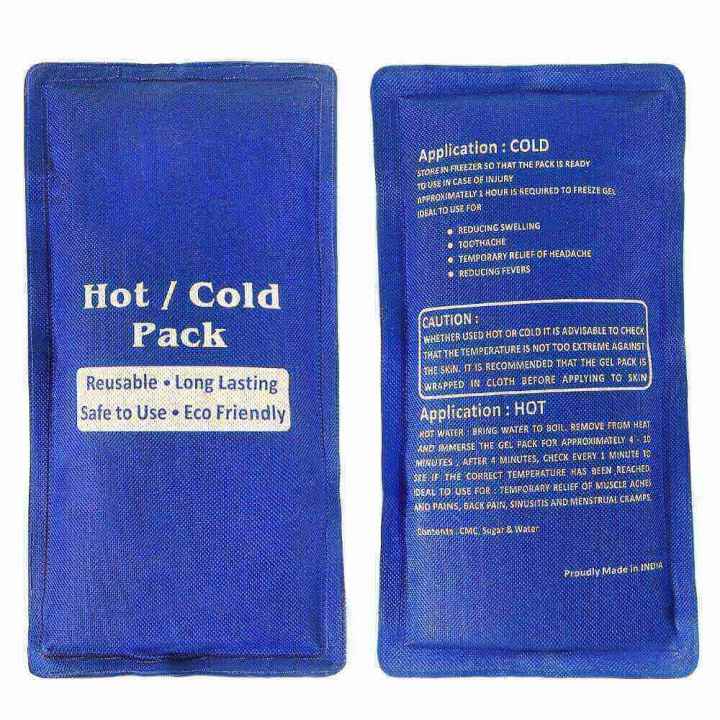 Hot / Cold
Pack
Reusable • Long Lasting
Safe to Use • Eco Friendly
Application : COLD
STORE IN FREEZER SO THAT THE PACK IS READY
TO USE IN CASE OF INJURY
APPROXIMATELY 1 HOUR IS REQUIRED TO FREEZE GEL
IDEAL TO USE FOR
• REDUCING SWELLING
• TOOTHACHE
• TEMPORARY RELIEF OF HEADACHE
• REDUCING FEVERS
CAUTION :
WHETHER USED HOT OR COLD IT IS ADVISABLE TO CHECK
THAT THE TEMPERATURE IS NOT TOO EXTREME AGAINST
THE SKIN. IT IS RECOMMENDED THAT THE GEL PACK IS
WRAPPED IN CLOTH BEFORE APPLYING TO SKIN
Application : HOT
HOT WATER : BRING WATER TO BOIL. REMOVE FROM HEAT
AND IMMERSE THE GEL PACK FOR APPROXIMATELY 4 - 10
MINUTES , AFTER 4 MINUTES, CHECK EVERY 1 MINUTE TO
SEE IF THE CORRECT TEMPERATURE HAS BEEN REACHED.
IDEAL TO USE FOR : TEMPORARY RELIEF OF MUSCLE ACHES
AND PAINS, BACK PAIN, SINUSITIS AND MENSTRUAL CRAMPS.
Contents : CMC, Sugar & Water
Proudly Made in INDIA